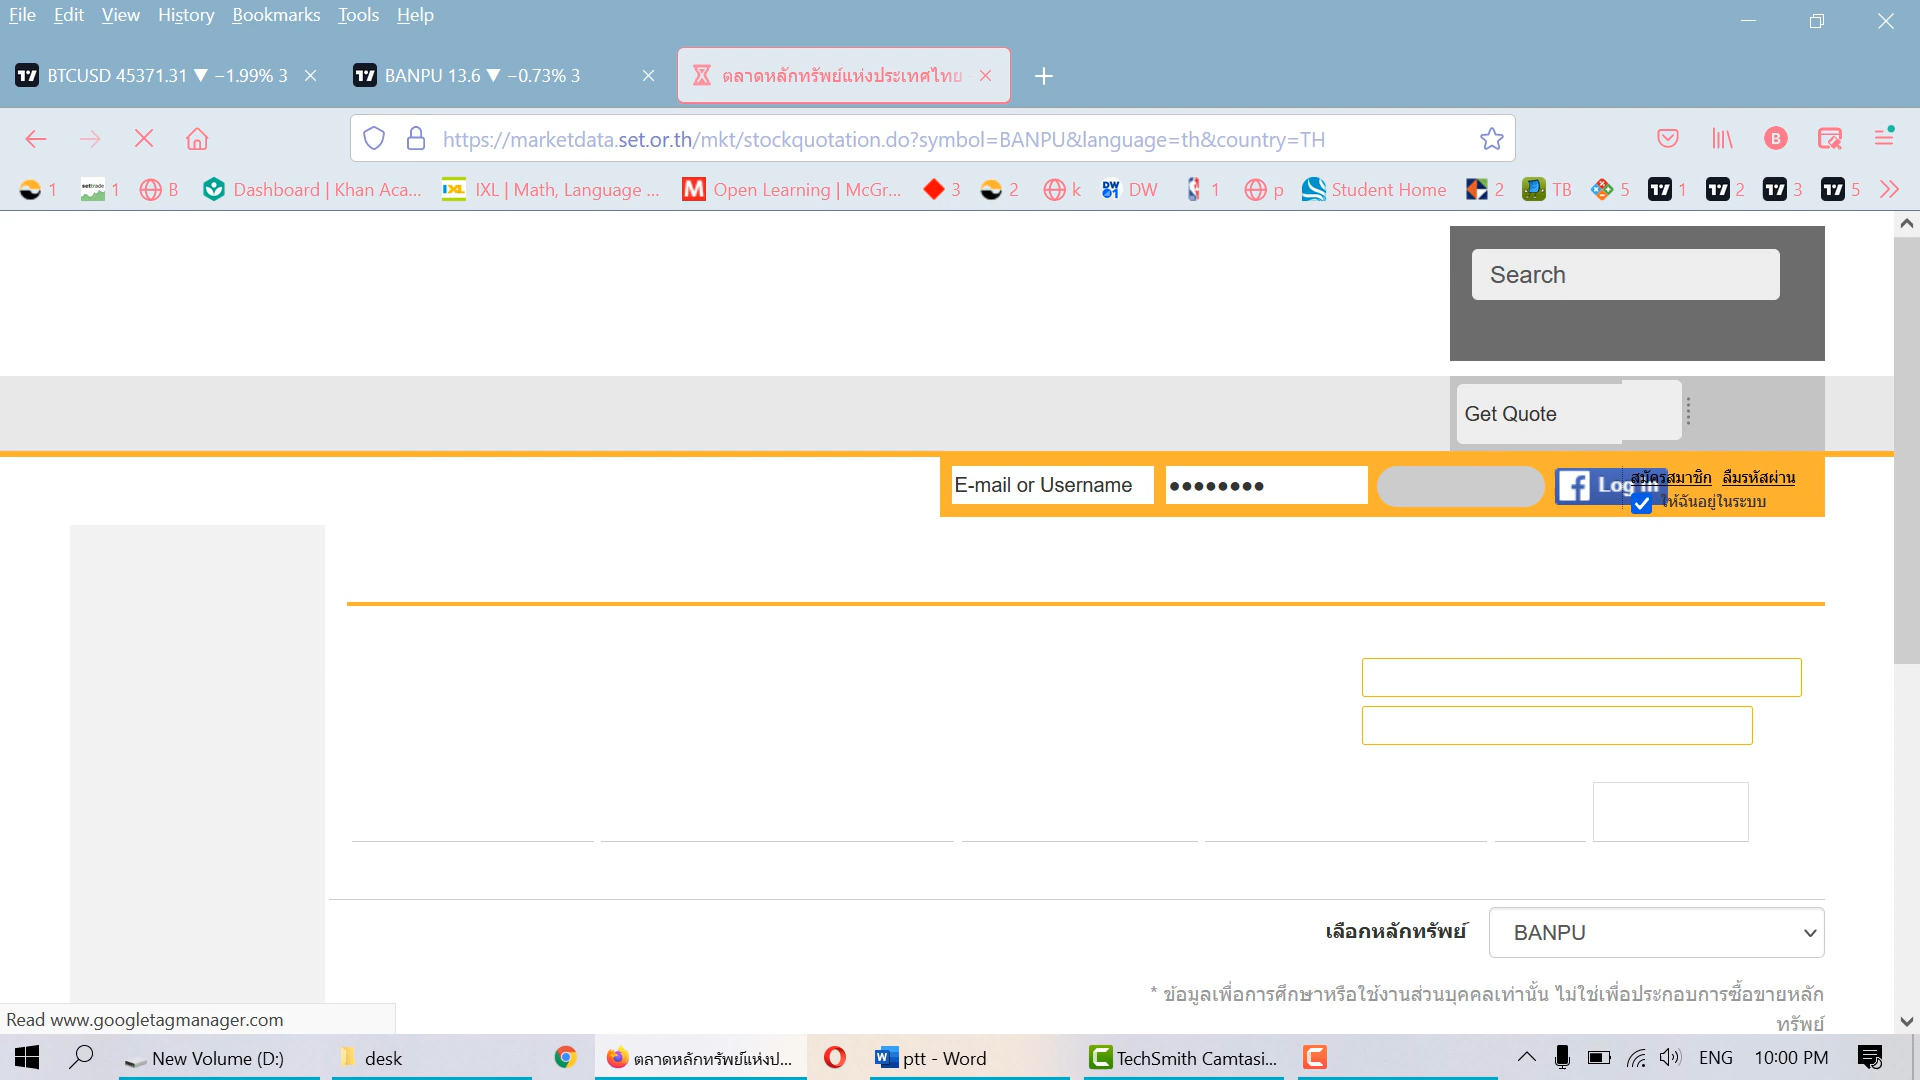 File Edit View History Bookmarks Tools Help
BTCUSD 45371.31 ▼ −1.99% 3
BANPU 13.6 ▼ −0.73% 3
ตลาดหลักทรัพย์แห่งประเทศไทย
https://marketdata.set.or.th/mkt/stockquotation.do?symbol=BANPU&language=th&country=TH
1 settrade 1 B Dashboard | Khan Aca... IXL IXL | Math, Language ... M Open Learning | McGr... 3 2 k DW DW 1 p Student Home 2 TB 5 1 2 3 5
Search
Get Quote
E-mail or Username ●●●●●●●● Log In สมัครสมาชิก ลืมรหัสผ่าน
ให้ฉันอยู่ในระบบ
เลือกหลักทรัพย์ BANPU
* ข้อมูลเพื่อการศึกษาหรือใช้งานส่วนบุคคลเท่านั้น ไม่ใช่เพื่อประกอบการซื้อขายหลัก
ทรัพย์
Read www.googletagmanager.com
New Volume (D:) desk ตลาดหลักทรัพย์แห่งป... ptt - Word TechSmith Camtasi... ENG 10:00 PM